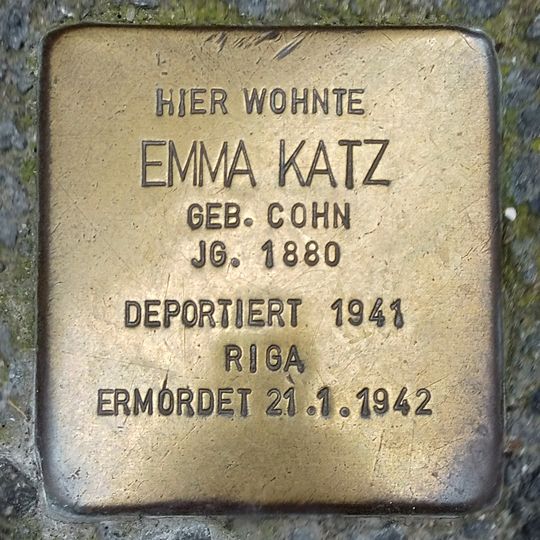 HIER WOHNTE
EMMA KATZ
GEB. COHN
JG. 1880
DEPORTIERT 1941
RIGA
ERMORDET 21.1.1942